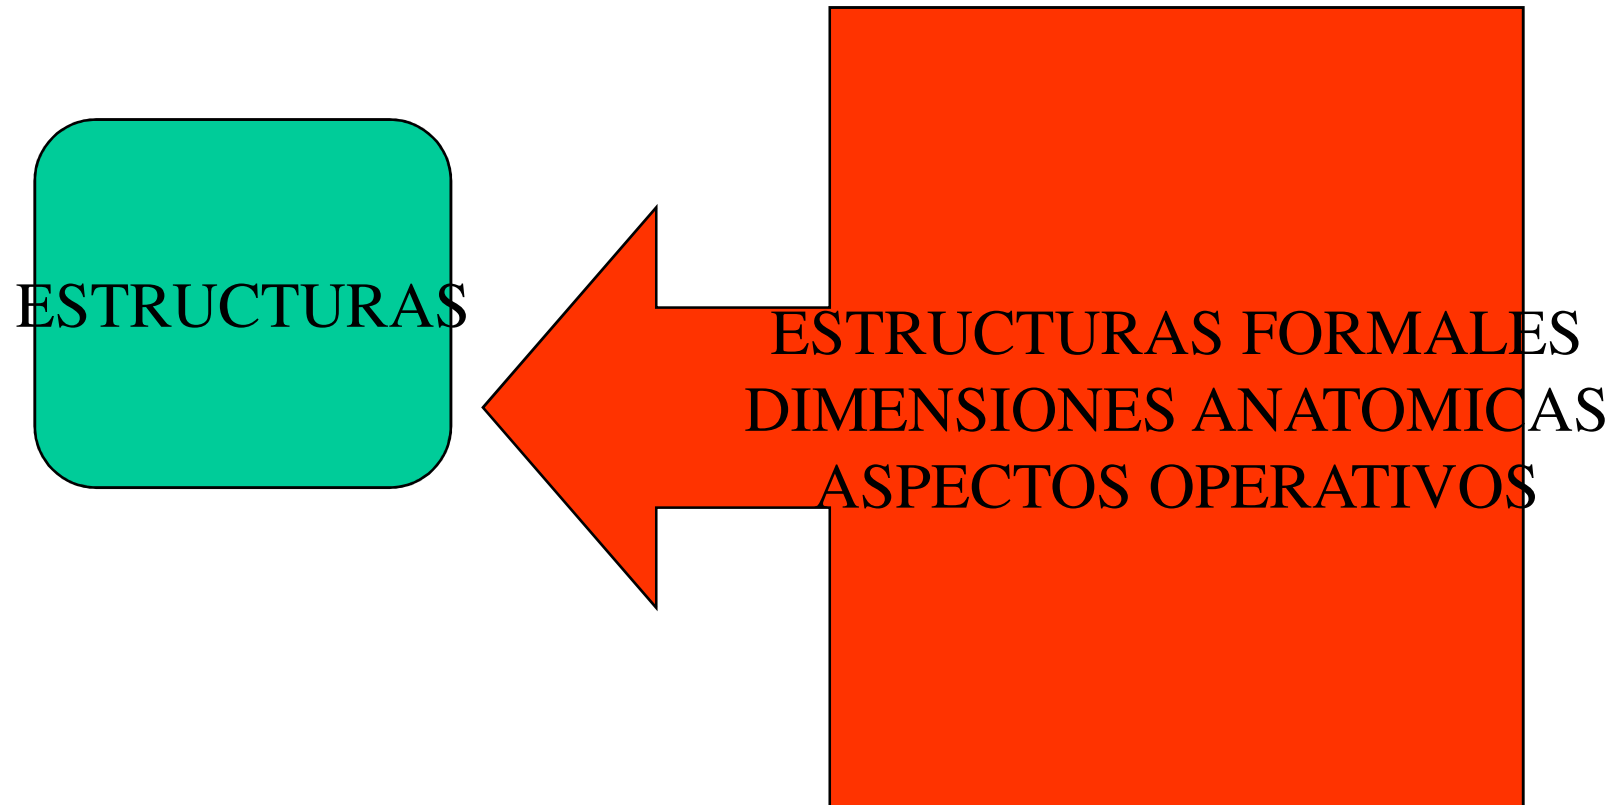 ESTRUCTURAS
ESTRUCTURAS FORMALES
DIMENSIONES ANATOMICAS
ASPECTOS OPERATIVOS